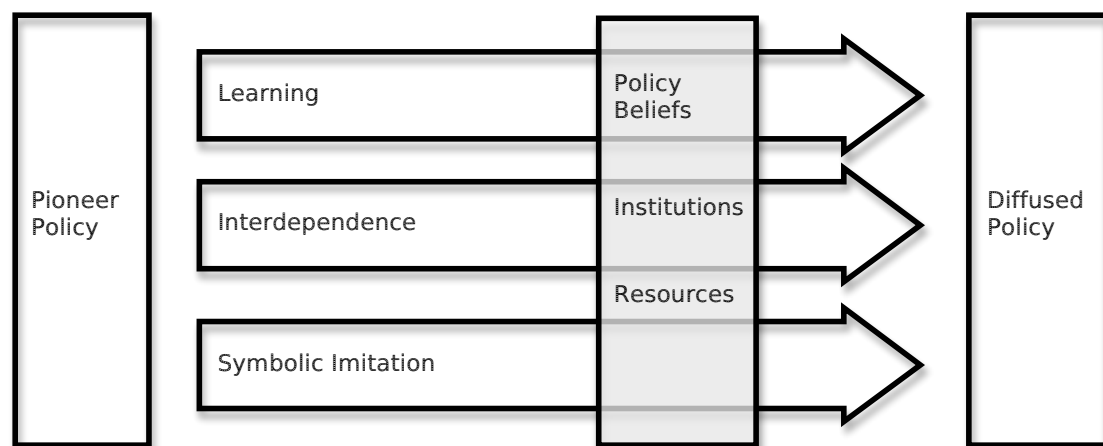 Pioneer
Policy
Learning
Interdependence
Symbolic Imitation
Policy
Beliefs
Institutions
Resources
Diffused
Policy